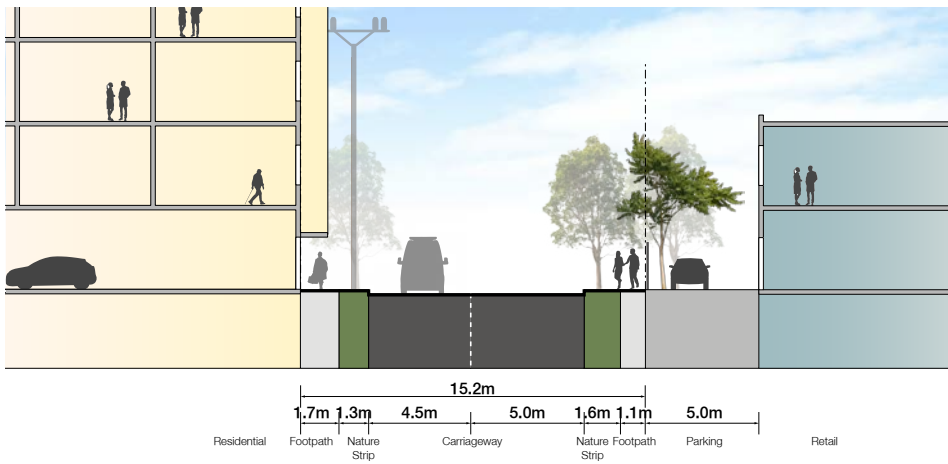 15.2m
1.7m 1.3m 4.5m 5.0m 1.6m 1.1m 5.0m
Residential Footpath Nature Carriageway Nature Footpath Parking Retail
Strip Strip